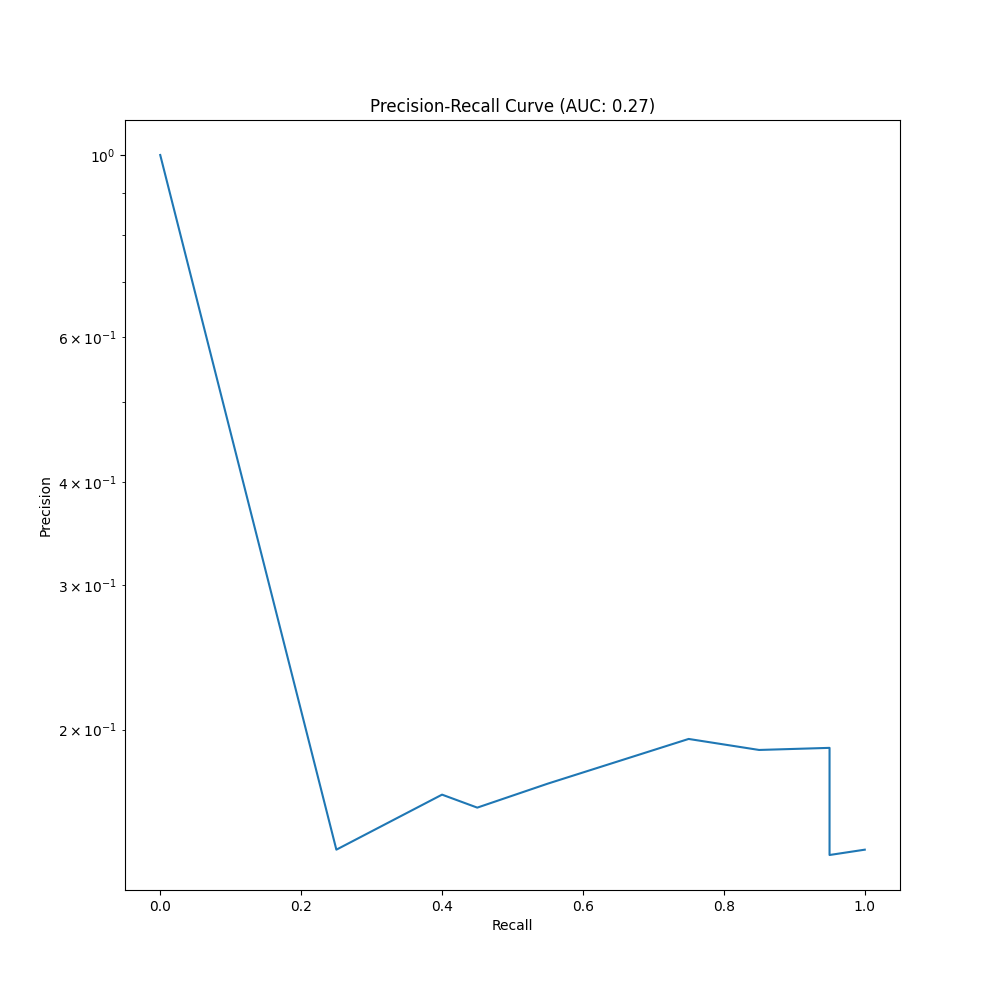 Precision-Recall Curve (AUC: 0.27)
10⁰
6 × 10⁻¹
4 × 10⁻¹
3 × 10⁻¹
2 × 10⁻¹
Precision
0.0 0.2 0.4 0.6 0.8 1.0
Recall